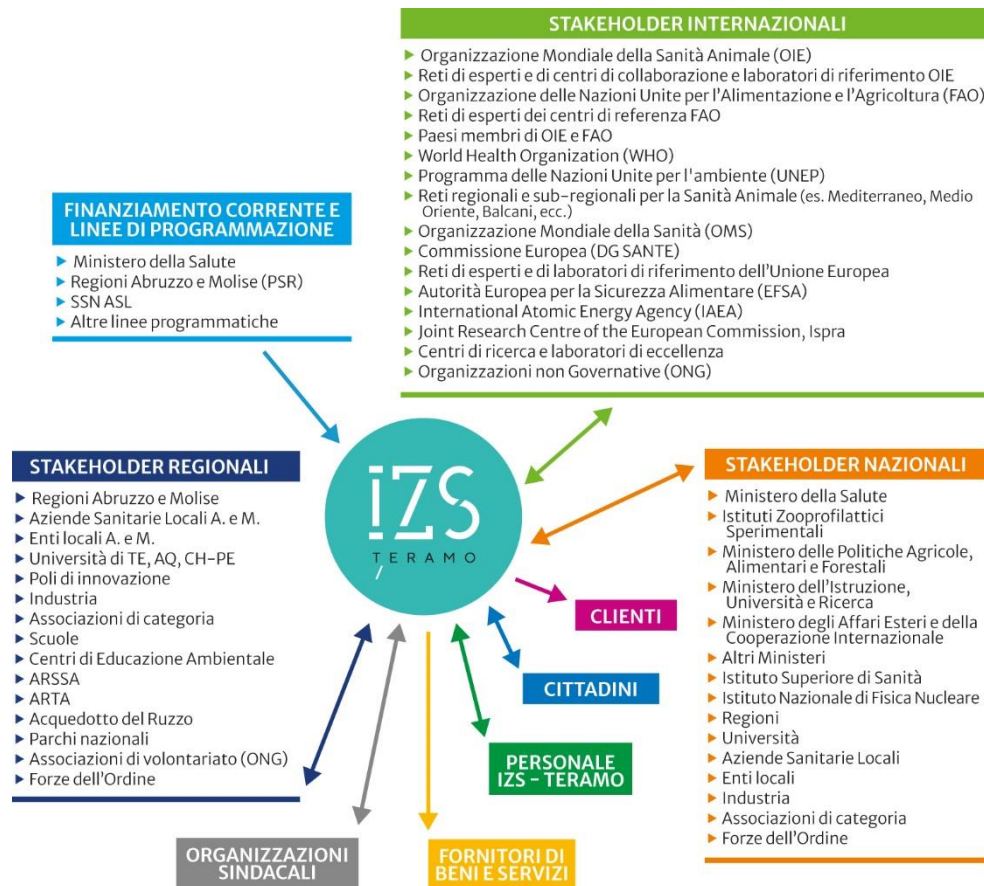 STAKEHOLDER INTERNAZIONALI
Organizzazione Mondiale della Sanità Animale (OIE)
Reti di esperti e di centri di collaborazione e laboratori di riferimento OIE
Organizzazione delle Nazioni Unite per l'Alimentazione e l'Agricoltura (FAO)
Reti di esperti dei centri di referenza FAO
Paesi membri di OIE e FAO
World Health Organization (WHO)
Programma delle Nazioni Unite per l'ambiente (UNEP)
Reti regionali e sub-regionali per la Sanità Animale (es. Mediterraneo, Medio
Oriente, Balcani, ecc.)
Organizzazione Mondiale della Sanità (OMS)
Commissione Europea (DG SANTE)
Reti di esperti e di laboratori di riferimento dell'Unione Europea
Autorità Europea per la Sicurezza Alimentare (EFSA)
International Atomic Energy Agency (IAEA)
Joint Research Centre of the European Commission, Ispra
Centri di ricerca e laboratori di eccellenza
Organizzazioni non Governative (ONG)
FINANZIAMENTO CORRENTE E
LINEE DI PROGRAMMAZIONE
Ministero della Salute
Regioni Abruzzo e Molise (PSR)
SSN ASL
Altre linee programmatiche
STAKEHOLDER REGIONALI
Regioni Abruzzo e Molise
Aziende Sanitarie Locali A. e M.
Enti locali A. e M.
Università di TE, AQ, CH-PE
Poli di innovazione
Industria
Associazioni di categoria
Scuole
Centri di Educazione Ambientale
ARSSA
ARTA
Acquedotto del Ruzzo
Parchi nazionali
Associazioni di volontariato (ONG)
Forze dell'Ordine
IZS
TERAMO
STAKEHOLDER NAZIONALI
Ministero della Salute
Istituti Zooprofilattici
Sperimentali
Ministero delle Politiche Agricole,
Alimentari e Forestali
Ministero dell'Istruzione,
Università e Ricerca
Ministero degli Affari Esteri e della
Cooperazione Internazionale
Altri Ministeri
Istituto Superiore di Sanità
Istituto Nazionale di Fisica Nucleare
Regioni
Università
Aziende Sanitarie Locali
Enti locali
Industria
Associazioni di categoria
Forze dell'Ordine
CLIENTI
CITTADINI
PERSONALE
IZS - TERAMO
FORNITORI DI
BENI E SERVIZI
ORGANIZZAZIONI
SINDACALI